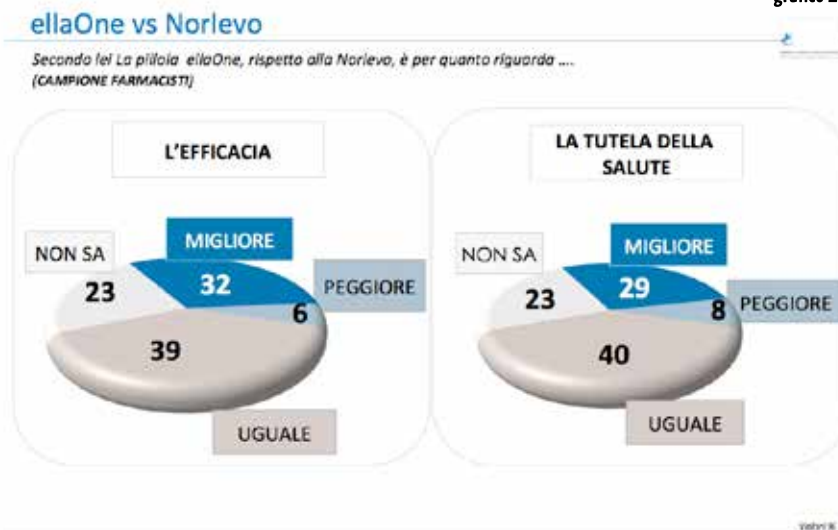 ellaOne vs Norlevo
Secondo lei La pillola ellaOne, rispetto alla Norlevo, è per quanto riguarda ....
(CAMPIONE FARMACISTI)
L'EFFICACIA
NON SA
23
MIGLIORE
32
PEGGIORE
6
39
UGUALE
LA TUTELA DELLA
SALUTE
NON SA
23
MIGLIORE
29
PEGGIORE
8
40
UGUALE